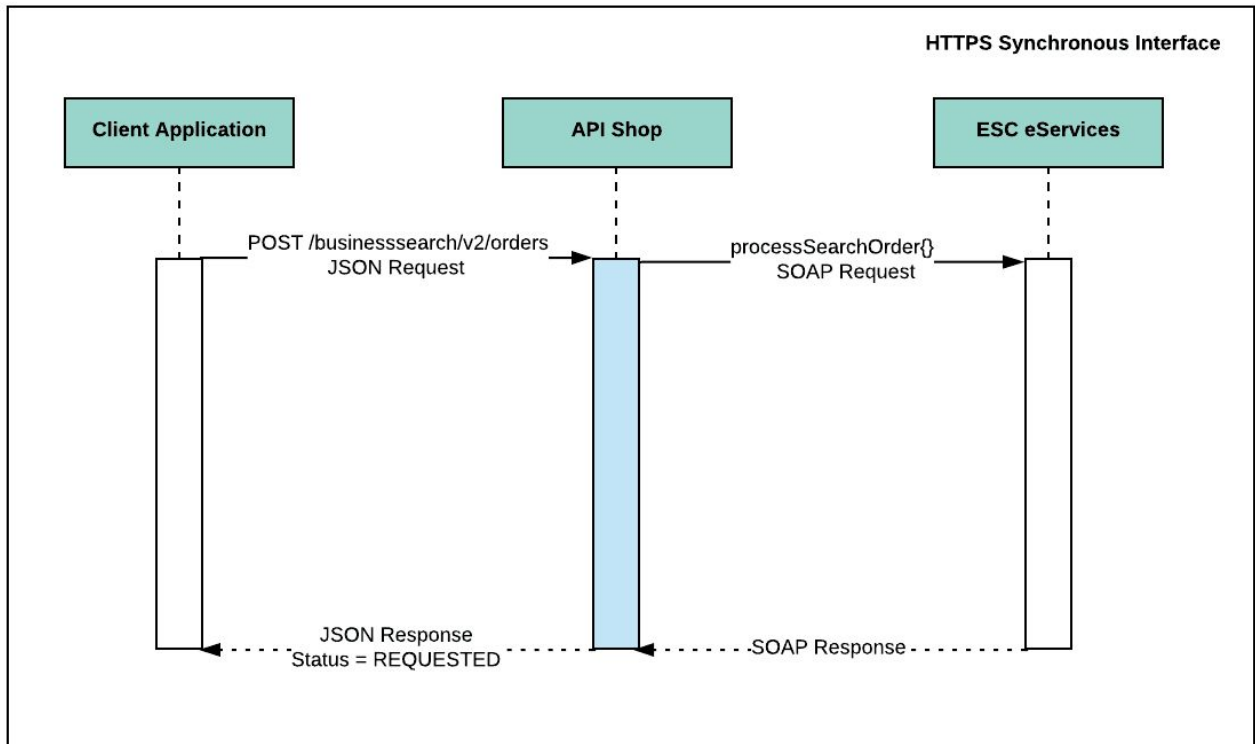 HTTPS Synchronous Interface
Client Application
API Shop
ESC eServices
POST /businesssearch/v2/orders
JSON Request
processSearchOrder{}
SOAP Request
JSON Response
Status = REQUESTED
SOAP Response